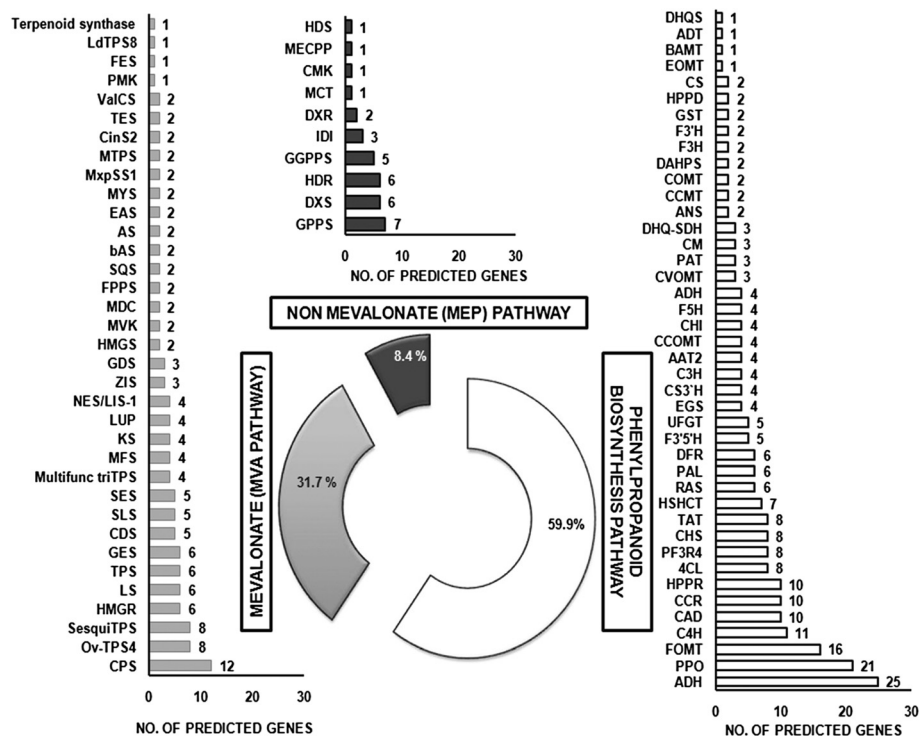 Terpenoid synthase 1
LdTPS8 1
FES 1
PMK 1
ValCS 2
TES 2
CinS2 2
MTPS 2
MxpSS1 2
MYS 2
EAS 2
AS 2
bAS 2
SQS 2
FPPS 2
MDC 2
MVK 2
HMGS 2
GDS 3
ZIS 3
NES/LIS-1 4
LUP 4
KS 4
MFS 4
Multifunc triTPS 4
SES 5
SLS 5
CDS 5
GES 6
TPS 6
LS 6
HMGR 6
SesquiTPS 8
Ov-TPS4 8
CPS 12
0 10 20 30
NO. OF PREDICTED GENES
HDS 1
MECPP 1
CMK 1
MCT 1
DXR 2
IDI 3
GGPPS 5
HDR 6
DXS 6
GPPS 7
0 10 20 30
NO. OF PREDICTED GENES
NON MEVALONATE (MEP) PATHWAY
MEVALONATE (MVA PATHWAY)
8.4 %
31.7 %
59.9%
PHENYLPROPANOID
BIOSYNTHESIS PATHWAY
DHQS 1
ADT 1
BAMT 1
EOMT 1
CS 2
HPPD 2
GST 2
F3'H 2
F3H 2
DAHPS 2
COMT 2
CCMT 2
ANS 2
DHQ-SDH 3
CM 3
PAT 3
CVOMT 3
ADH 4
F5H 4
CHI 4
CCOMT 4
AAT2 4
C3H 4
CS3`H 4
EGS 4
UFGT 5
F3'5'H 5
DFR 6
PAL 6
RAS 6
HSHCT 7
TAT 8
CHS 8
PF3R4 8
4CL 8
HPPR 10
CCR 10
CAD 10
C4H 11
FOMT 16
PPO 21
ADH 25
0 10 20 30
NO. OF PREDICTED GENES